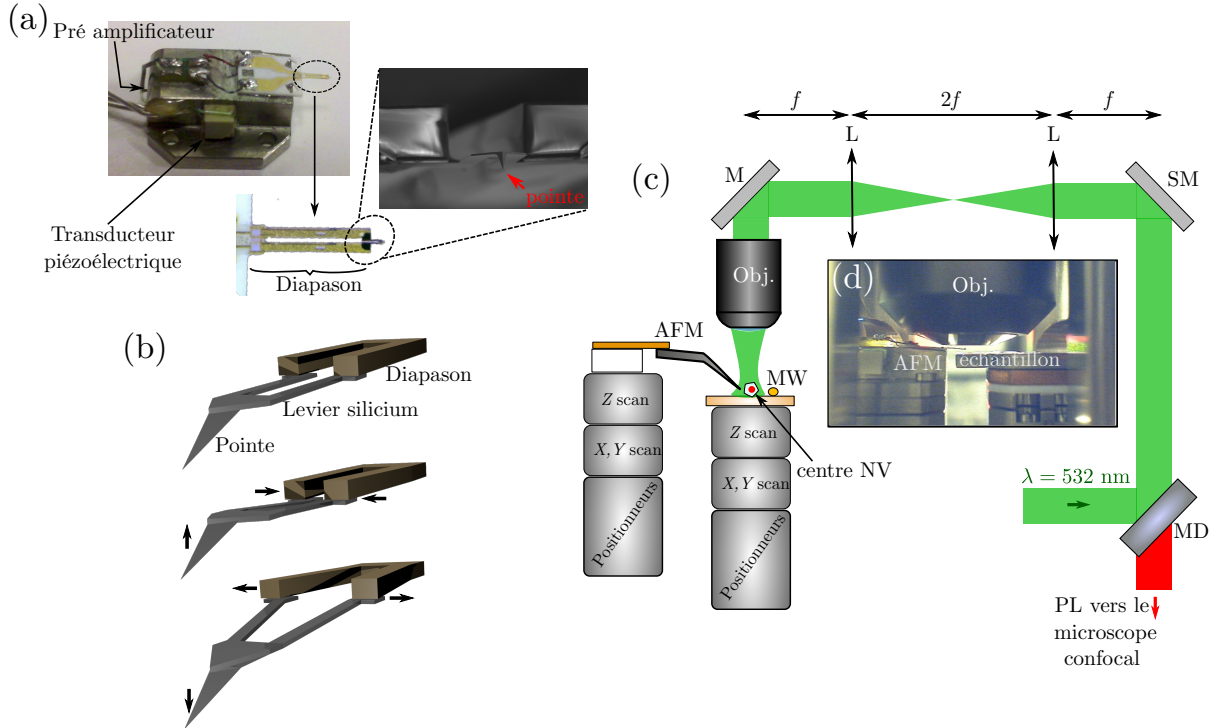 (a)
Pré amplificateur
pointe
Transducteur
piézoélectrique
Diapason
(b)
Diapason
Levier silicium
Pointe
(c)
f
2f
f
L
L
M
SM
Obj.
(d)
Obj.
AFM
échantillon
AFM
MW
Z scan
X, Y scan
Positionneurs
Z scan
X, Y scan
Positionneurs
centre NV
λ = 532 nm
MD
PL vers le
microscope
confocal